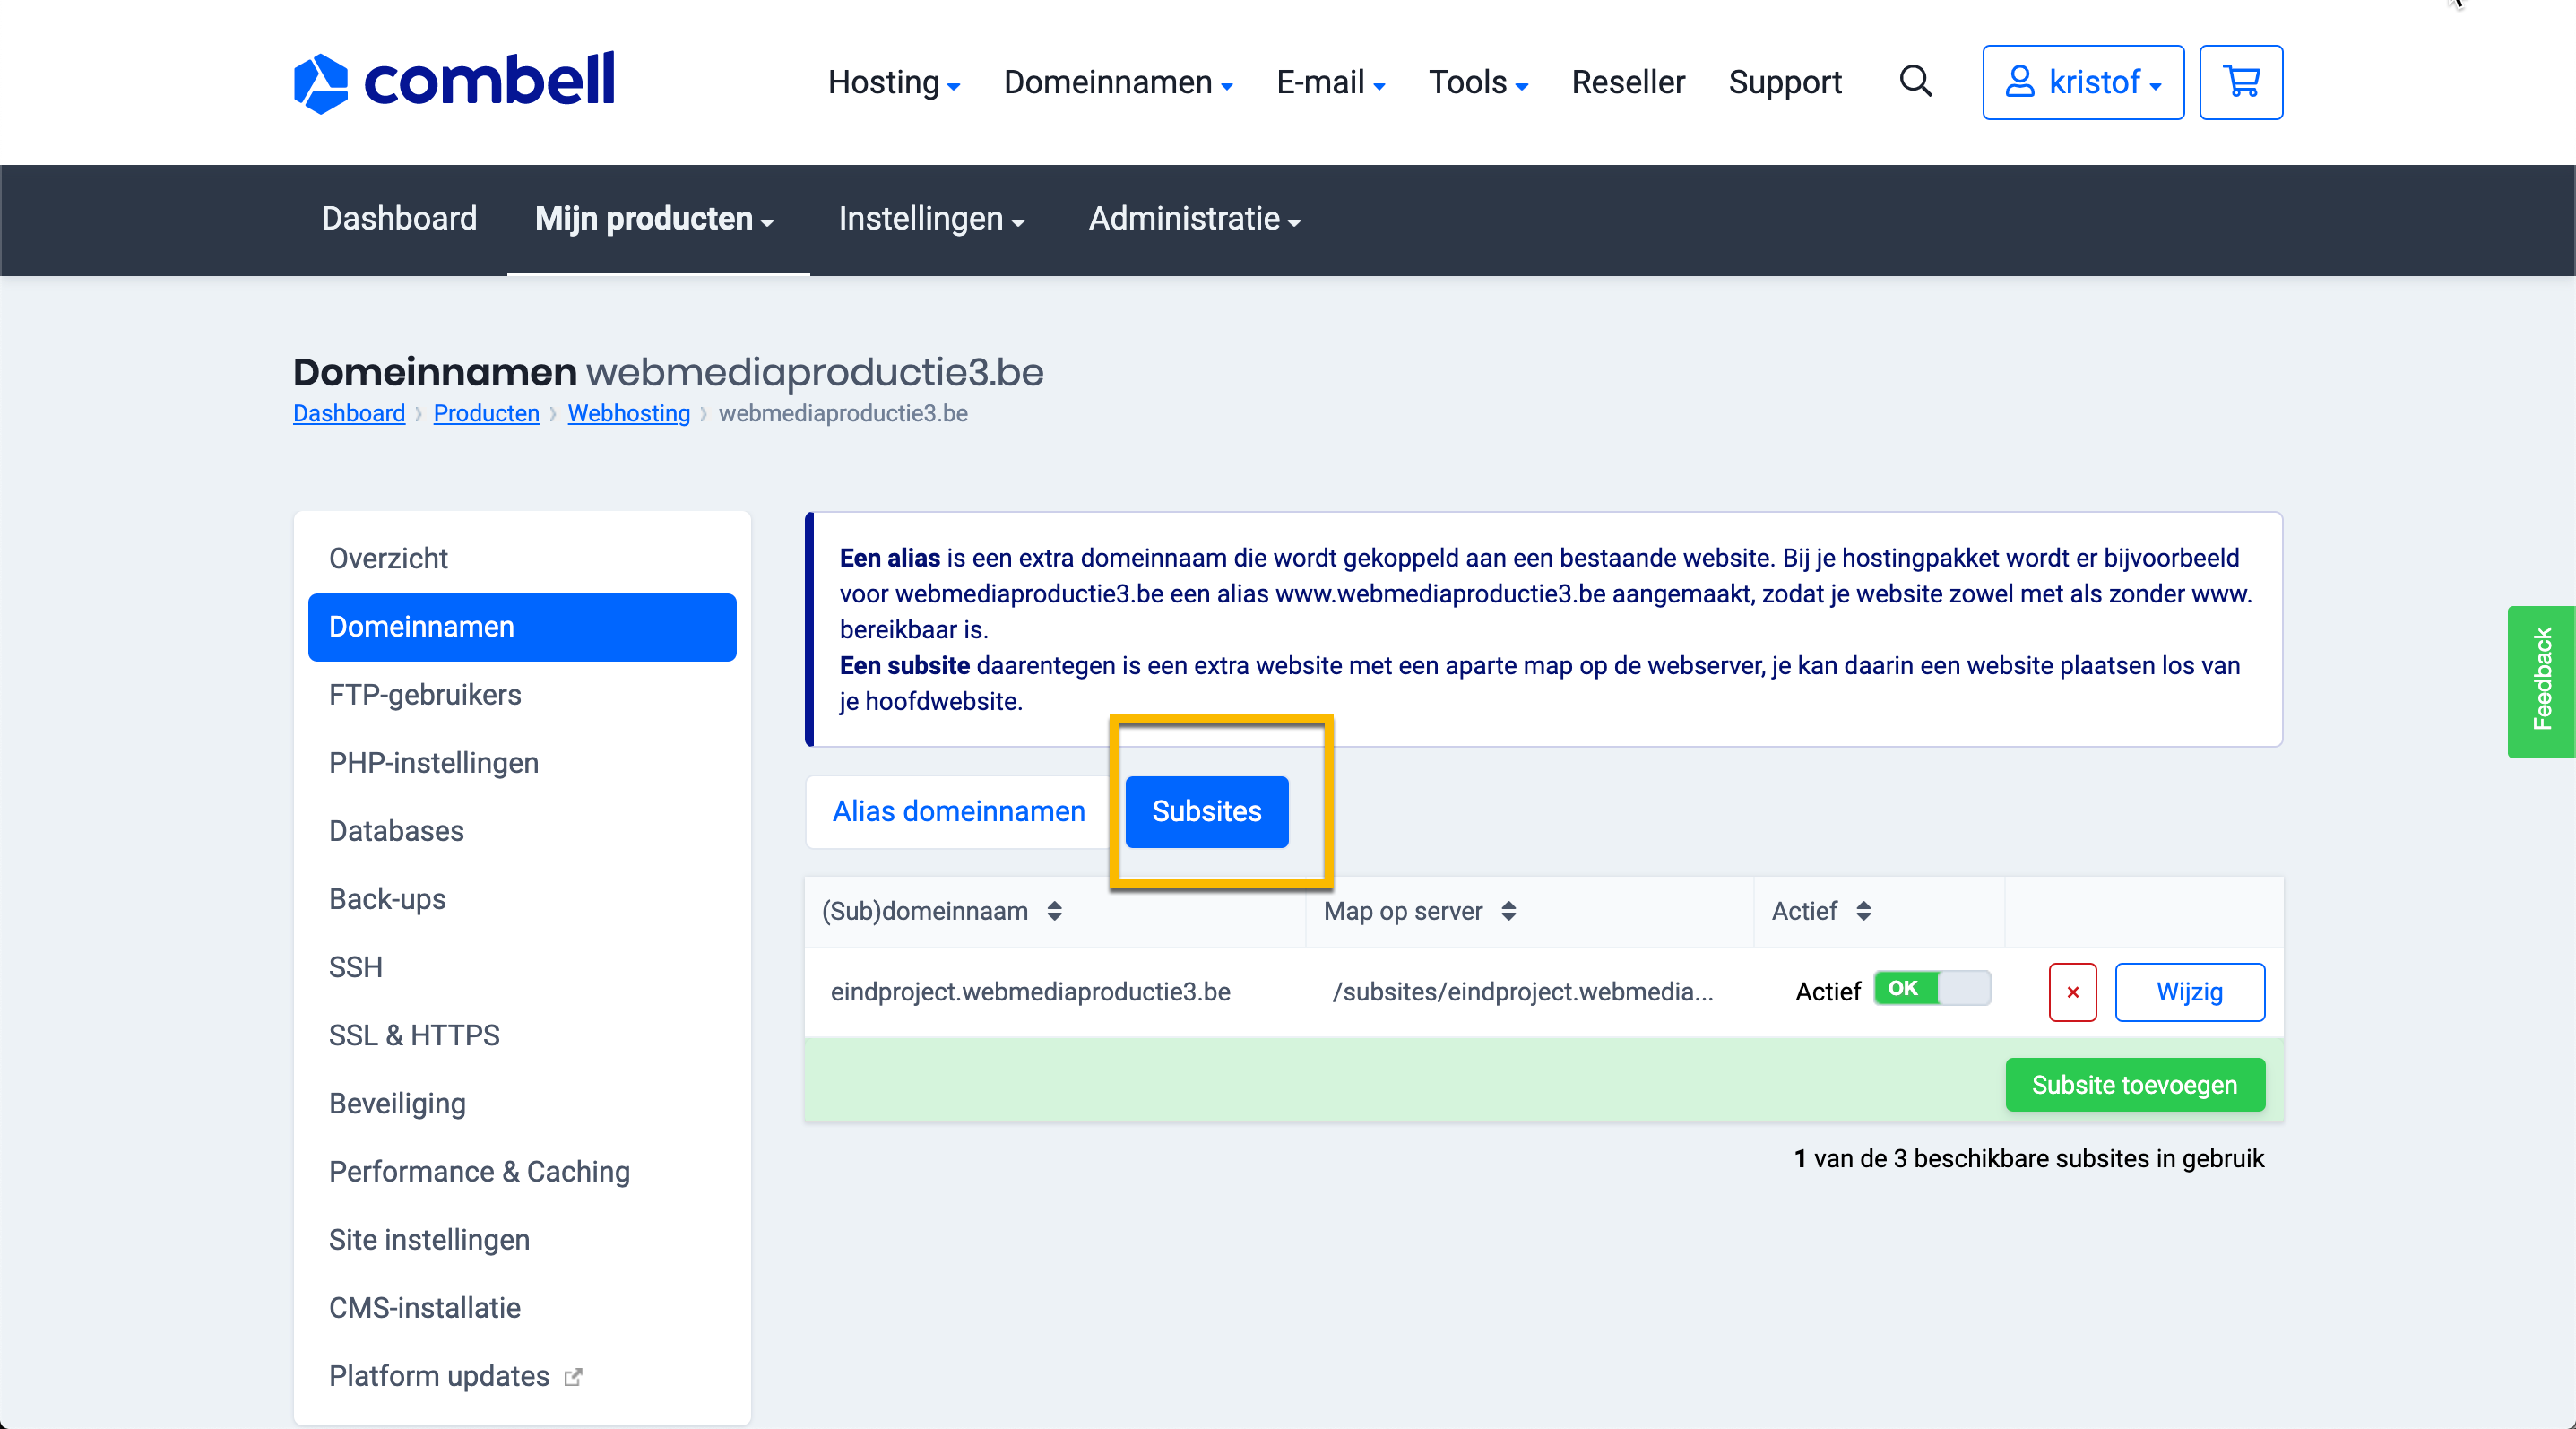 combell
Hosting Domeinnamen E-mail Tools Reseller Support kristof
Dashboard Mijn producten Instellingen Administratie
Domeinnamen webmediaproductie3.be
Dashboard › Producten › Webhosting › webmediaproductie3.be
Overzicht
Domeinnamen
FTP-gebruikers
PHP-instellingen
Databases
Back-ups
SSH
SSL & HTTPS
Beveiliging
Performance & Caching
Site instellingen
CMS-installatie
Platform updates
Een alias is een extra domeinnaam die wordt gekoppeld aan een bestaande website. Bij je hostingpakket wordt er bijvoorbeeld
voor webmediaproductie3.be een alias www.webmediaproductie3.be aangemaakt, zodat je website zowel met als zonder www.
bereikbaar is.
Een subsite daarentegen is een extra website met een aparte map op de webserver, je kan daarin een website plaatsen los van
je hoofdwebsite.
Alias domeinnamen Subsites
(Sub)domeinnaam Map op server Actief
eindproject.webmediaproductie3.be /subsites/eindproject.webmedia... Actief OK × Wijzig
Subsite toevoegen
1 van de 3 beschikbare subsites in gebruik
Feedback